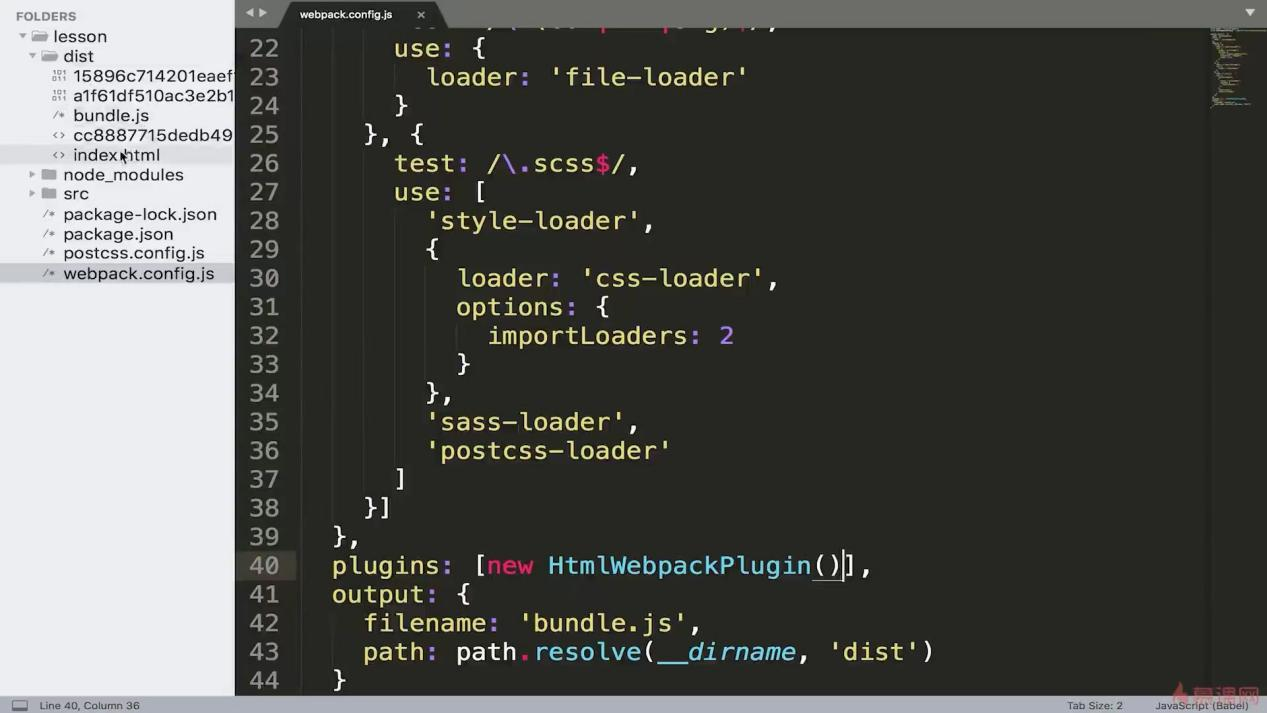 FOLDERS
lesson
dist
15896c714201eaef
a1f61df510ac3e2b1
bundle.js
cc8887715dedb49
index.html
node_modules
src
package-lock.json
package.json
postcss.config.js
webpack.config.js
webpack.config.js ×
22 use: {
23 loader: 'file-loader'
24 }
25 }, {
26 test: /\.scss$/,
27 use: [
28 'style-loader',
29 {
30 loader: 'css-loader',
31 options: {
32 importLoaders: 2
33 }
34 },
35 'sass-loader',
36 'postcss-loader'
37 ]
38 }]
39 },
40 plugins: [new HtmlWebpackPlugin()],
41 output: {
42 filename: 'bundle.js',
43 path: path.resolve(__dirname, 'dist')
44 }
Line 40, Column 36
Tab Size: 2
JavaScript (Babel)
慕课网